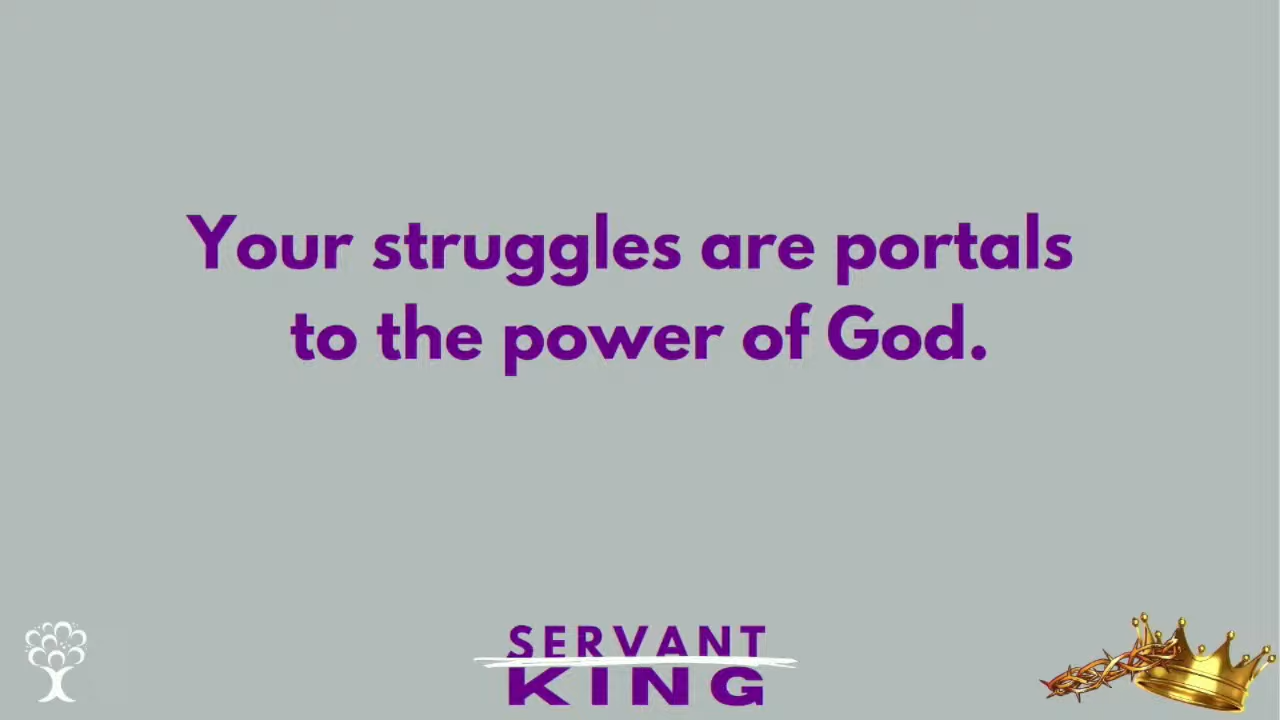 Your struggles are portals
to the power of God.
SERVANT
KING